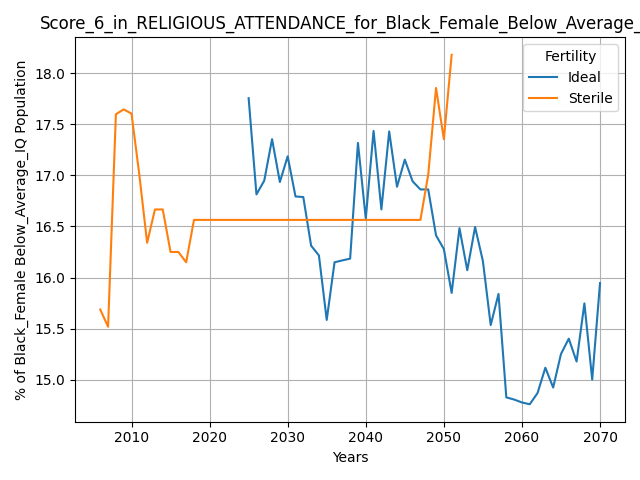 Score_6_in_RELIGIOUS_ATTENDANCE_for_Black_Female_Below_Average_
Fertility
Ideal
Sterile
% of Black_Female Below_Average_IQ Population
18.0
17.5
17.0
16.5
16.0
15.5
15.0
2010 2020 2030 2040 2050 2060 2070
Years